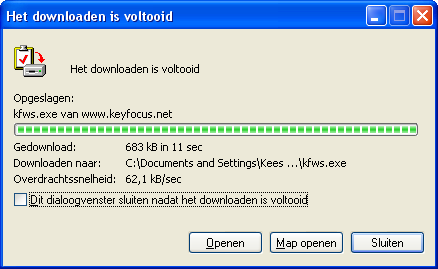 Het downloaden is voltooid
Het downloaden is voltooid
Opgeslagen:
kfws.exe van www.keyfocus.net
Gedownload: 683 kB in 11 sec
Downloaden naar: C:\Documents and Settings\Kees ...\kfws.exe
Overdrachtssnelheid: 62,1 kB/sec
Dit dialoogvenster sluiten nadat het downloaden is voltooid
Openen Map openen Sluiten